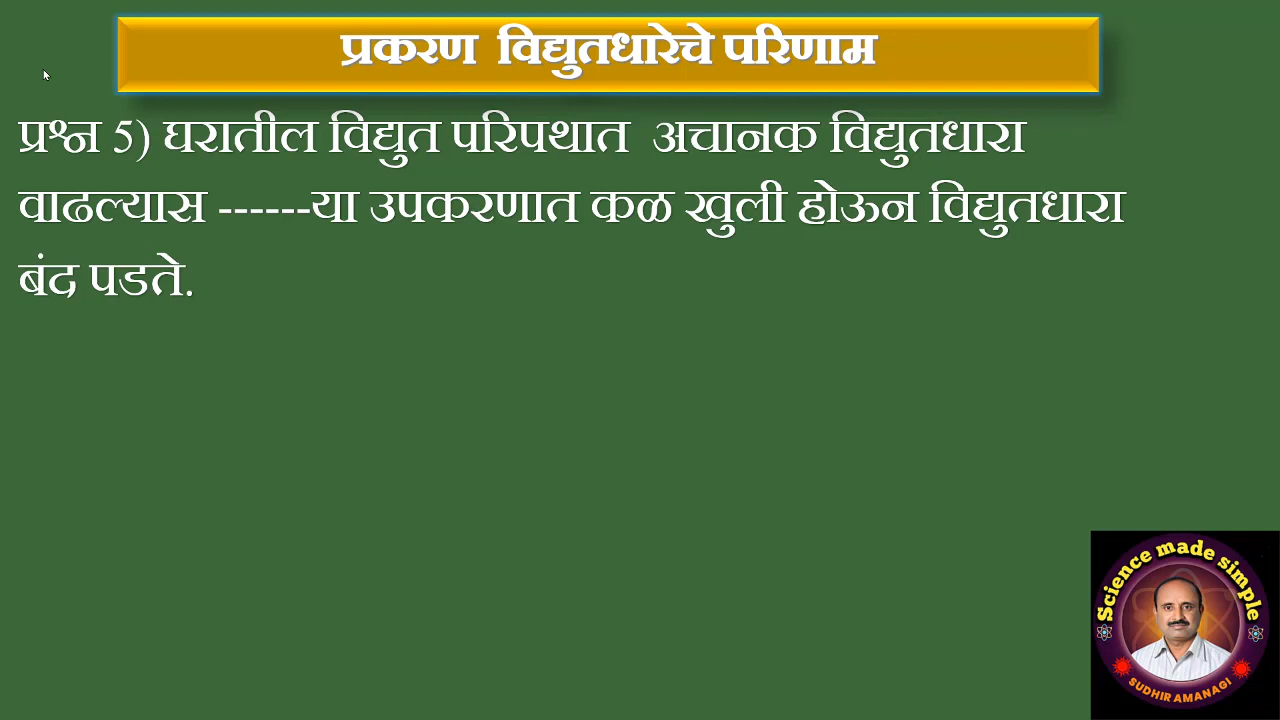 प्रकरण विद्युतधारेचे परिणाम
प्रश्न 5) घरातील विद्युत परिपथात अचानक विद्युतधारा
वाढल्यास ------या उपकरणात कळ खुली होऊन विद्युतधारा
बंद पडते.
Science made simple
SUDHIR AMANAGI